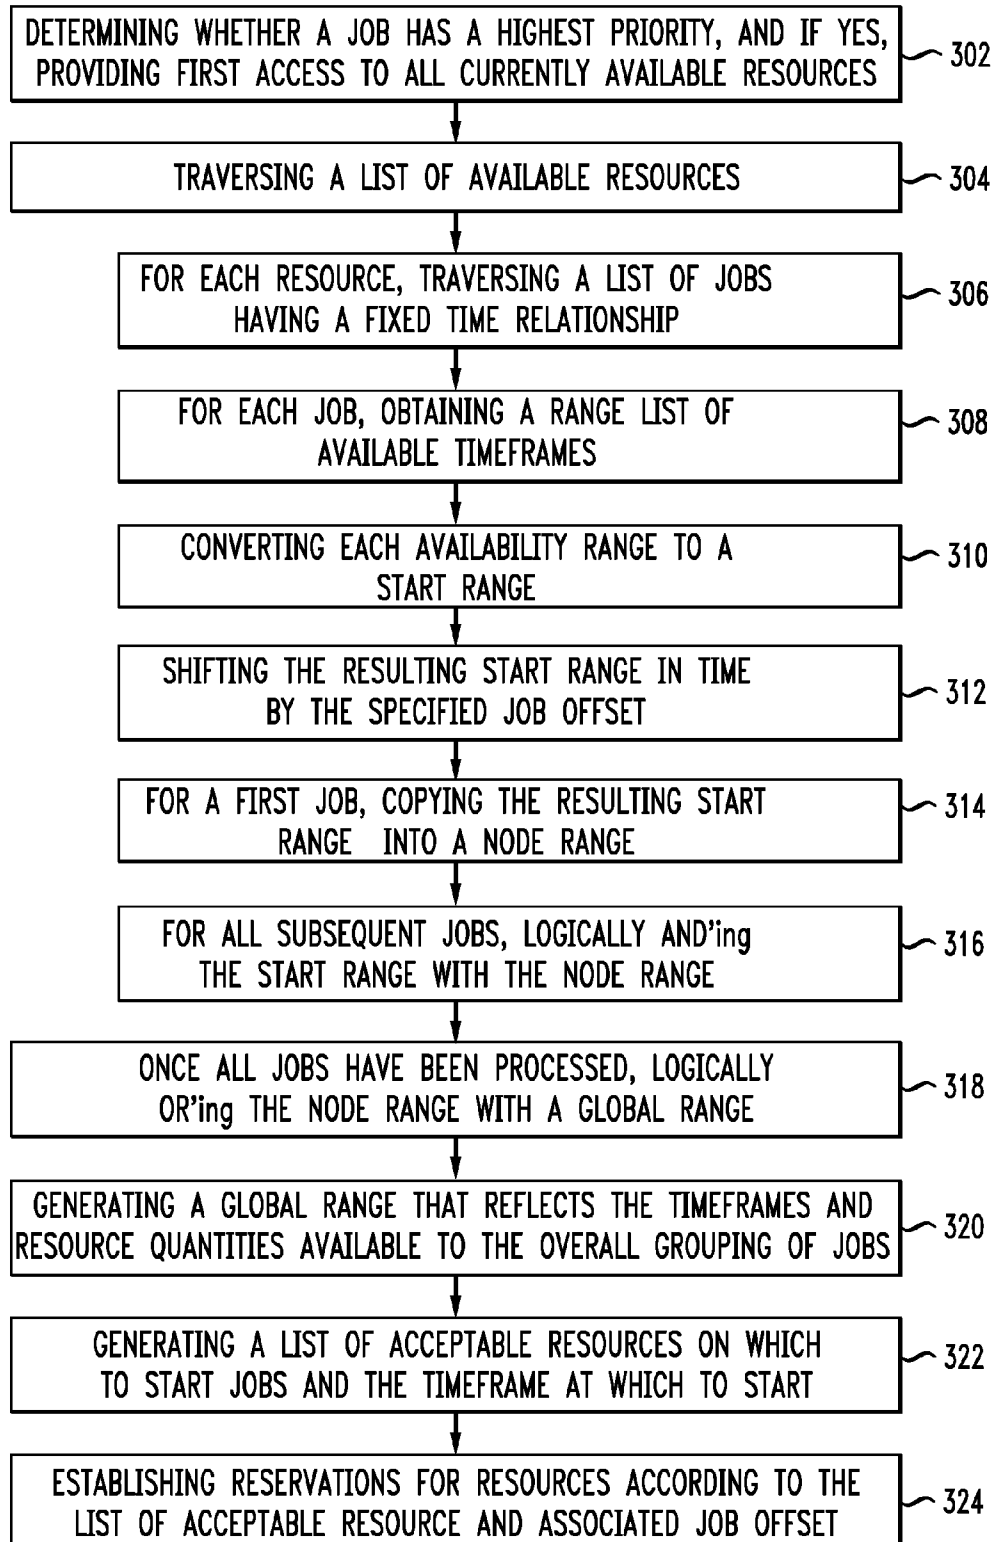 DETERMINING WHETHER A JOB HAS A HIGHEST PRIORITY, AND IF YES,
PROVIDING FIRST ACCESS TO ALL CURRENTLY AVAILABLE RESOURCES
302
TRAVERSING A LIST OF AVAILABLE RESOURCES
304
FOR EACH RESOURCE, TRAVERSING A LIST OF JOBS
HAVING A FIXED TIME RELATIONSHIP
306
FOR EACH JOB, OBTAINING A RANGE LIST OF
AVAILABLE TIMEFRAMES
308
CONVERTING EACH AVAILABILITY RANGE TO A
START RANGE
310
SHIFTING THE RESULTING START RANGE IN TIME
BY THE SPECIFIED JOB OFFSET
312
FOR A FIRST JOB, COPYING THE RESULTING START
RANGE INTO A NODE RANGE
314
FOR ALL SUBSEQUENT JOBS, LOGICALLY AND'ing
THE START RANGE WITH THE NODE RANGE
316
ONCE ALL JOBS HAVE BEEN PROCESSED, LOGICALLY
OR'ing THE NODE RANGE WITH A GLOBAL RANGE
318
GENERATING A GLOBAL RANGE THAT REFLECTS THE TIMEFRAMES AND
RESOURCE QUANTITIES AVAILABLE TO THE OVERALL GROUPING OF JOBS
320
GENERATING A LIST OF ACCEPTABLE RESOURCES ON WHICH
TO START JOBS AND THE TIMEFRAME AT WHICH TO START
322
ESTABLISHING RESERVATIONS FOR RESOURCES ACCORDING TO THE
LIST OF ACCEPTABLE RESOURCE AND ASSOCIATED JOB OFFSET
324